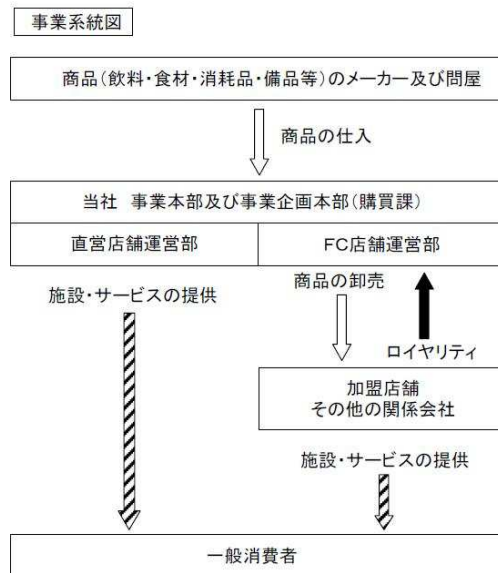 事業系統図
商品(飲料・食材・消耗品・備品等)のメーカー及び問屋
商品の仕入
当社 事業本部及び事業企画本部(購買課)
直営店舗運営部
FC店舗運営部
施設・サービスの提供
商品の卸売
ロイヤリティ
加盟店舗
その他の関係会社
施設・サービスの提供
一般消費者